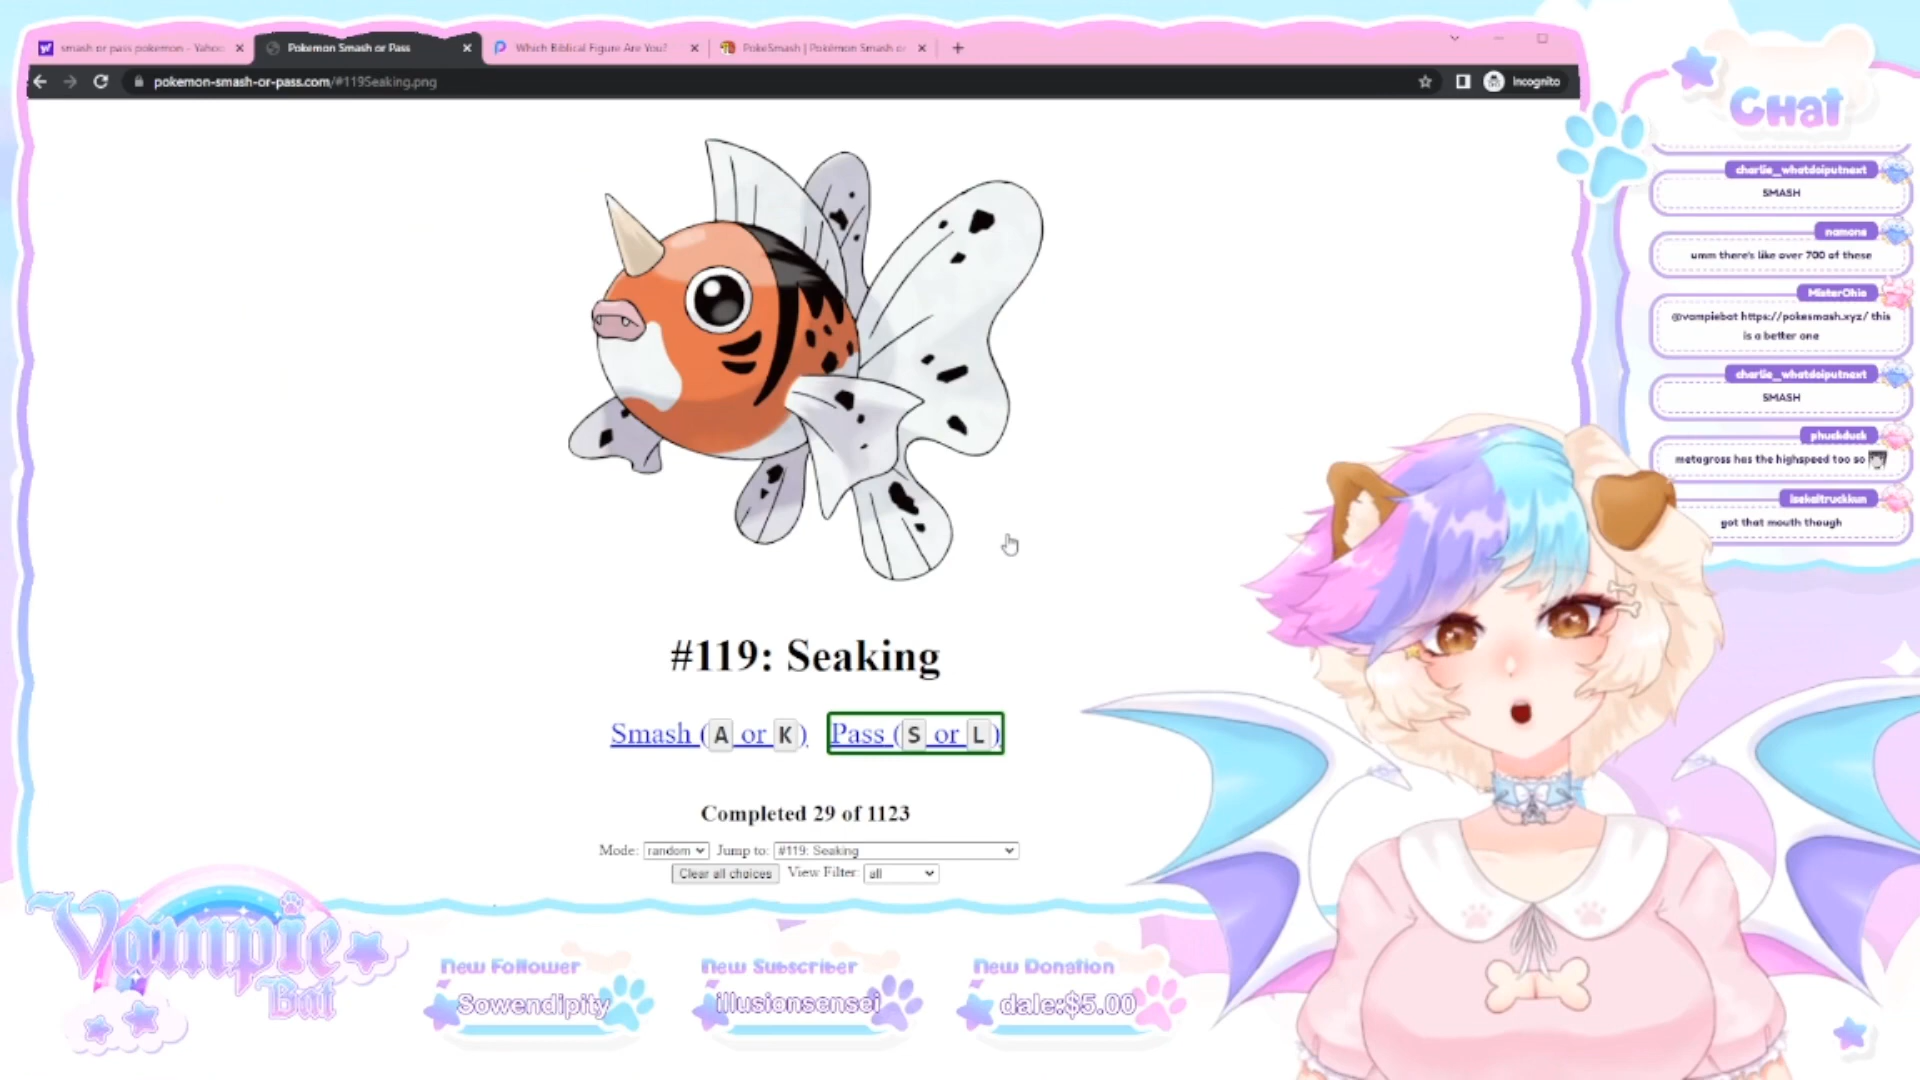 smash or pass pokemon - Yahoo
Pokemon Smash or Pass
Which Biblical Figure Are You?
PokeSmash | Pokémon Smash or
pokemon-smash-or-pass.com/#119Seaking.png
Incognito
#119: Seaking
Smash (A or K)
Pass (S or L)
Completed 29 of 1123
Mode: random Jump to: #119: Seaking
Clear all choices View Filter: all
Chat
charlie_whatdoiputnext
SMASH
namons
umm there's like over 700 of these
MisterOhio
@vampiebat https://pokesmash.xyz/ this
is a better one
charlie_whatdoiputnext
SMASH
phuckduck
metagross has the highspeed too so
isekaitruckkun
got that mouth though
Vampie
Bat
New Follower
Sowendipity
New Subscriber
illusionsensei
New Donation
dale:$5.00